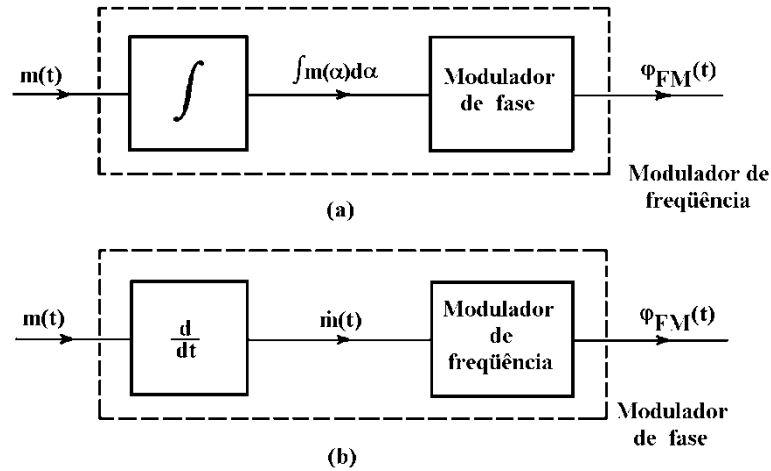 m(t)
∫
∫m(α)dα
Modulador
de fase
φFM(t)
Modulador de
freqüência
(a)
m(t)
d
dt
ṁ(t)
Modulador
de
freqüência
φFM(t)
Modulador
de fase
(b)